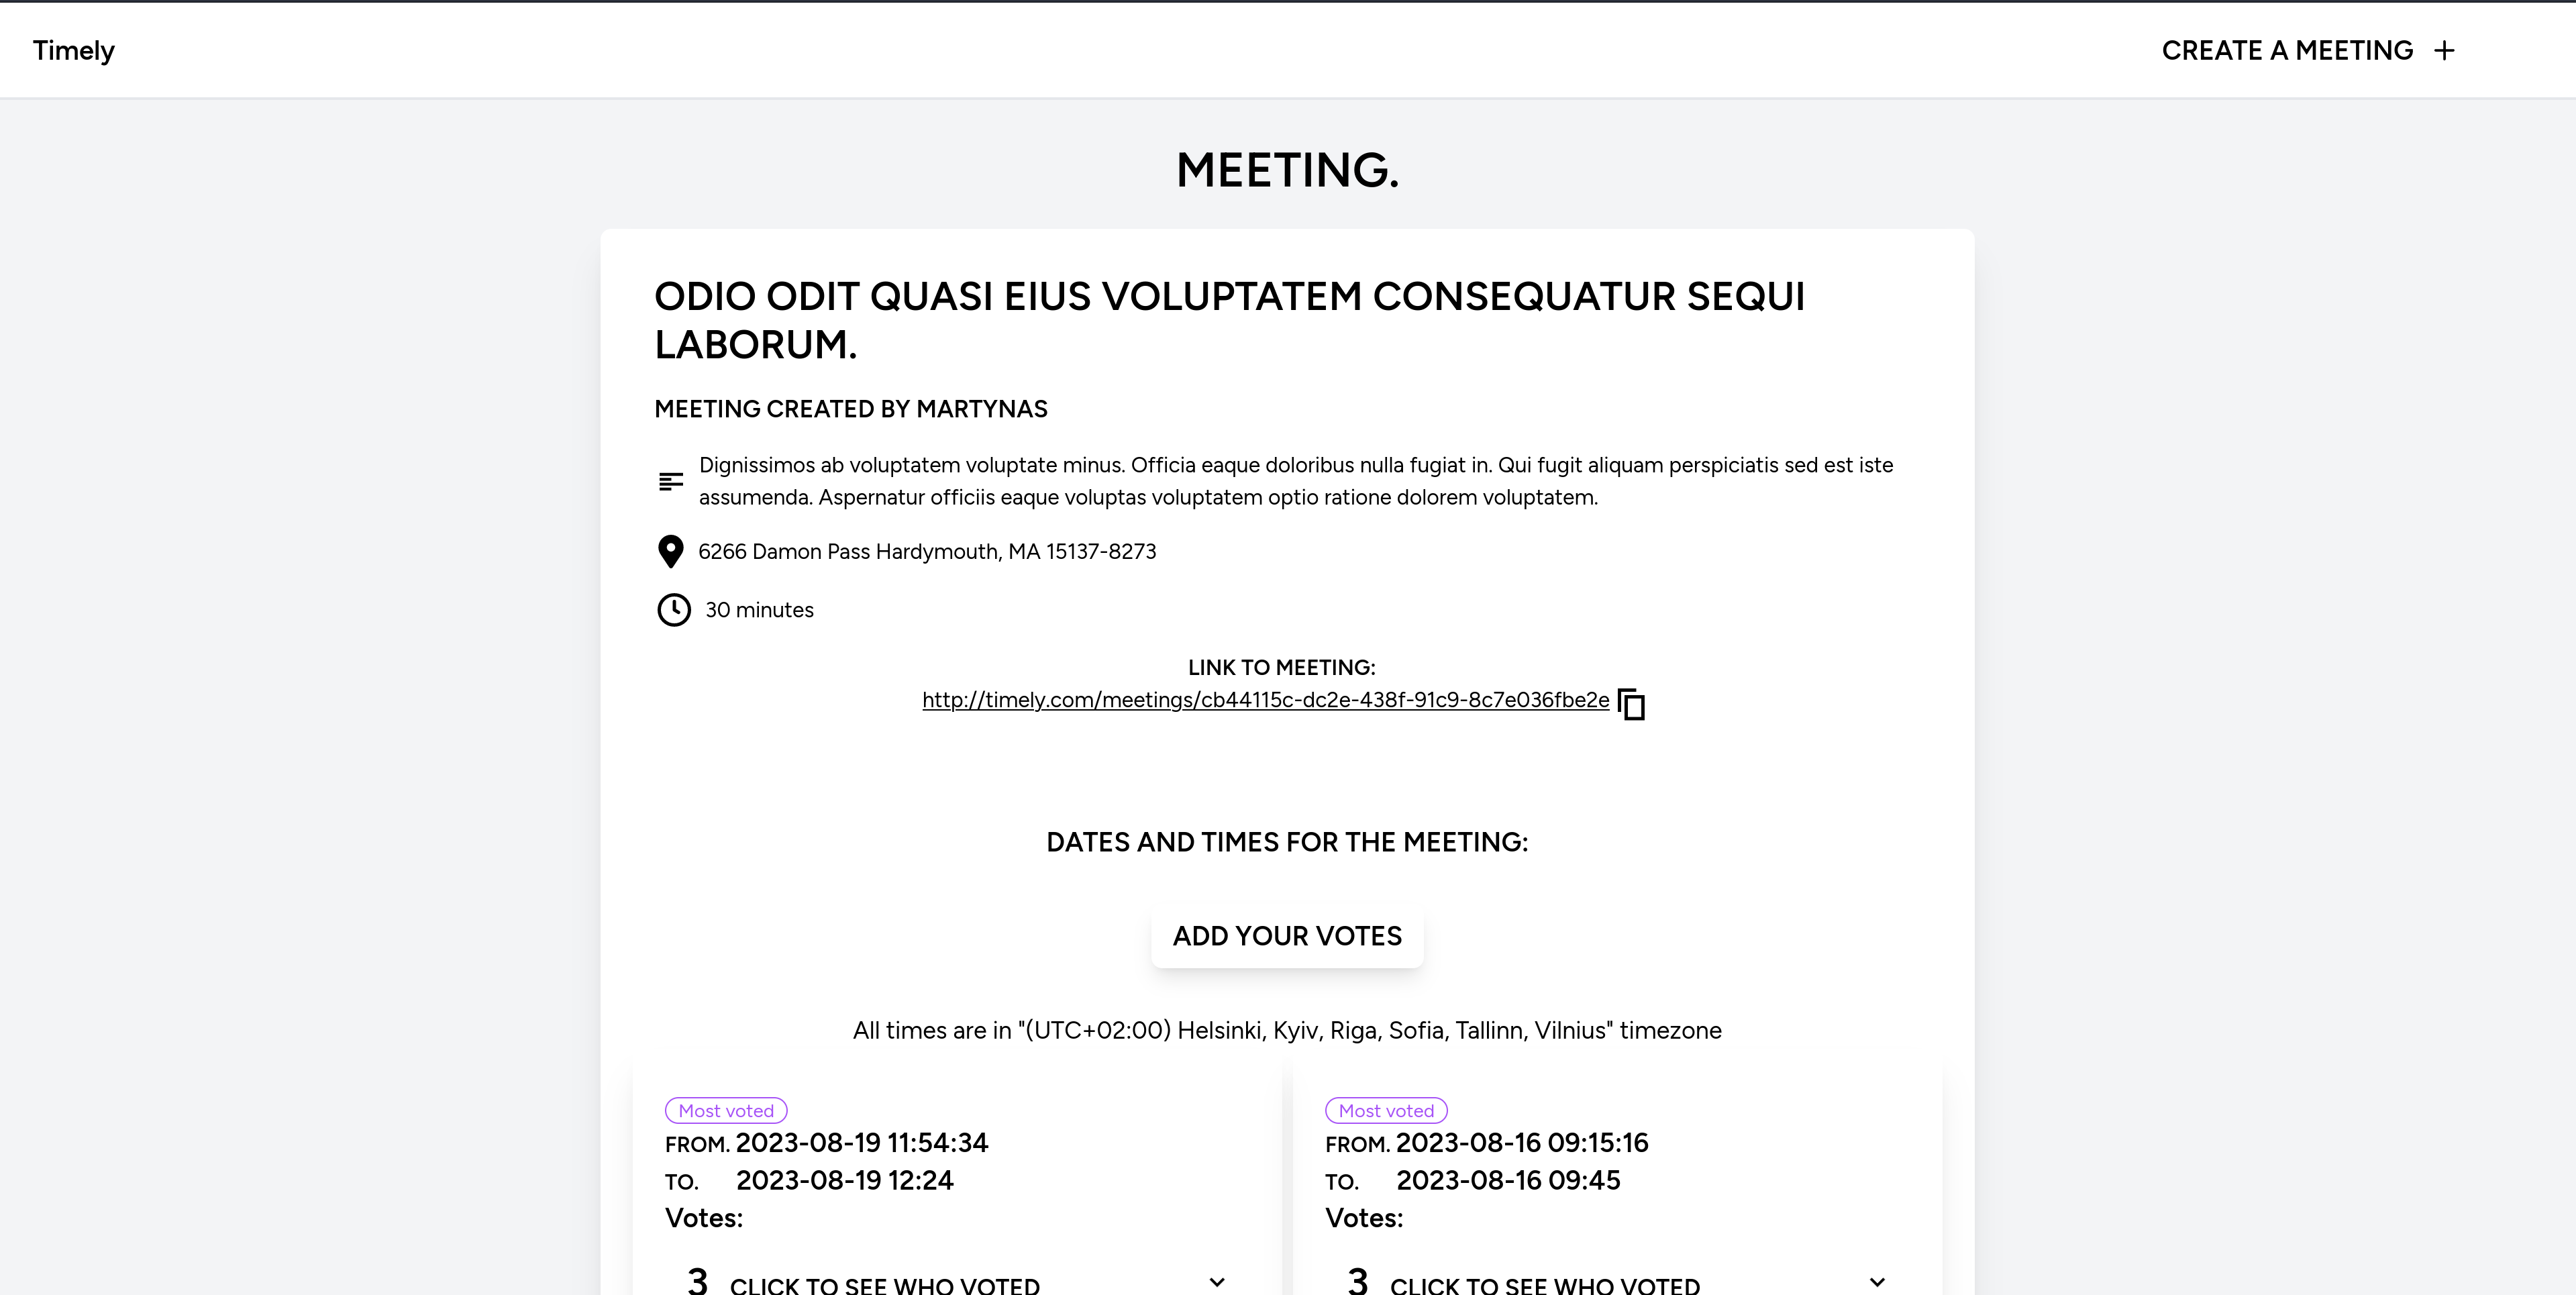 Timely
CREATE A MEETING
MEETING.
ODIO ODIT QUASI EIUS VOLUPTATEM CONSEQUATUR SEQUI
LABORUM.
MEETING CREATED BY MARTYNAS
Dignissimos ab voluptatem voluptate minus. Officia eaque doloribus nulla fugiat in. Qui fugit aliquam perspiciatis sed est iste
assumenda. Aspernatur officiis eaque voluptas voluptatem optio ratione dolorem voluptatem.
6266 Damon Pass Hardymouth, MA 15137-8273
30 minutes
LINK TO MEETING:
http://timely.com/meetings/cb44115c-dc2e-438f-91c9-8c7e036fbe2e
DATES AND TIMES FOR THE MEETING:
ADD YOUR VOTES
All times are in "(UTC+02:00) Helsinki, Kyiv, Riga, Sofia, Tallinn, Vilnius" timezone
Most voted
FROM. 2023-08-19 11:54:34
TO. 2023-08-19 12:24
Votes:
3 CLICK TO SEE WHO VOTED
Most voted
FROM. 2023-08-16 09:15:16
TO. 2023-08-16 09:45
Votes:
3 CLICK TO SEE WHO VOTED